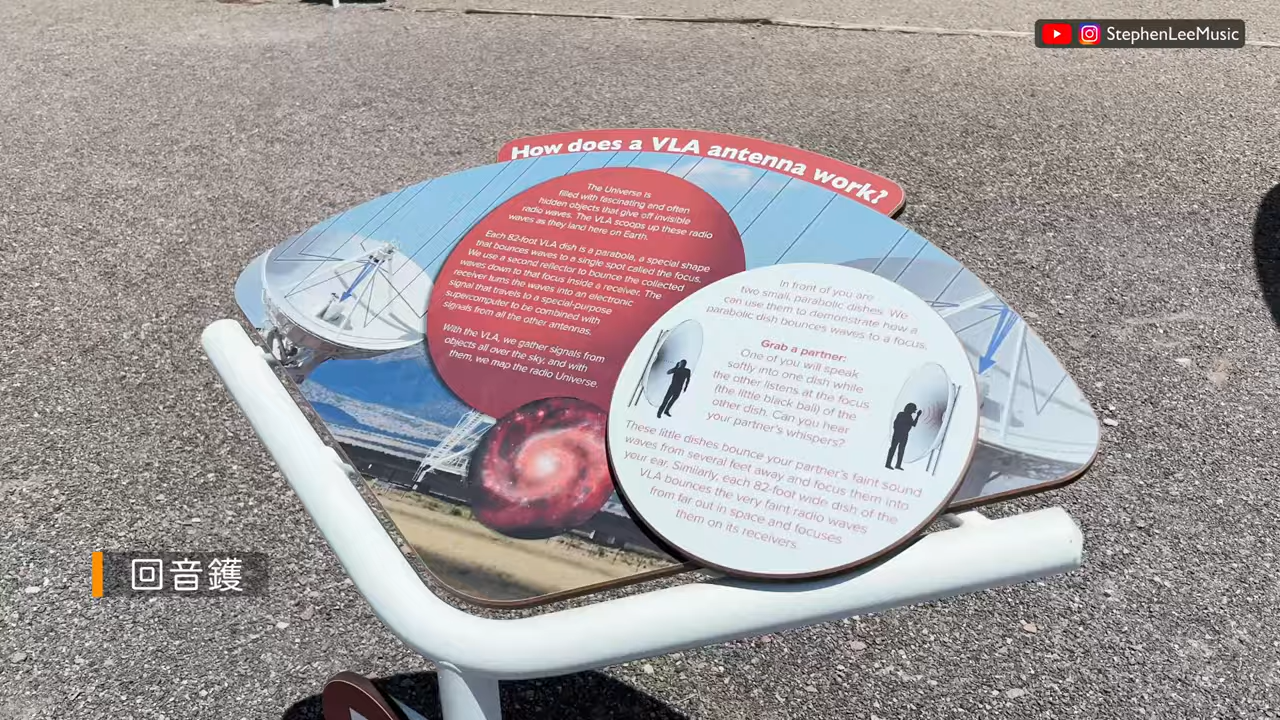 StephenLeeMusic
How does a VLA antenna work?
The Universe is
filled with fascinating and often
hidden objects that give off invisible
radio waves. The VLA scoops up these radio
waves as they land here on Earth.
Each 82-foot VLA dish is a parabola, a special shape
that bounces waves to a single spot called the focus.
We use a second reflector to bounce the collected
waves down to that focus inside a receiver. The
receiver turns the waves into an electronic
signal that travels to a special-purpose
supercomputer to be combined with
signals from all the other antennas.
With the VLA, we gather signals from
objects all over the sky, and with
them, we map the radio Universe.
In front of you are
two small, parabolic dishes. We
can use them to demonstrate how a
parabolic dish bounces waves to a focus.
Grab a partner:
One of you will speak
softly into one dish while
the other listens at the focus
(the little black ball) of the
other dish. Can you hear
your partner's whispers?
These little dishes bounce your partner's faint sound
waves from several feet away and focus them into
your ear. Similarly, each 82-foot wide dish of the
VLA bounces the very faint radio waves
from far out in space and focuses
them on its receivers.
回音鑊